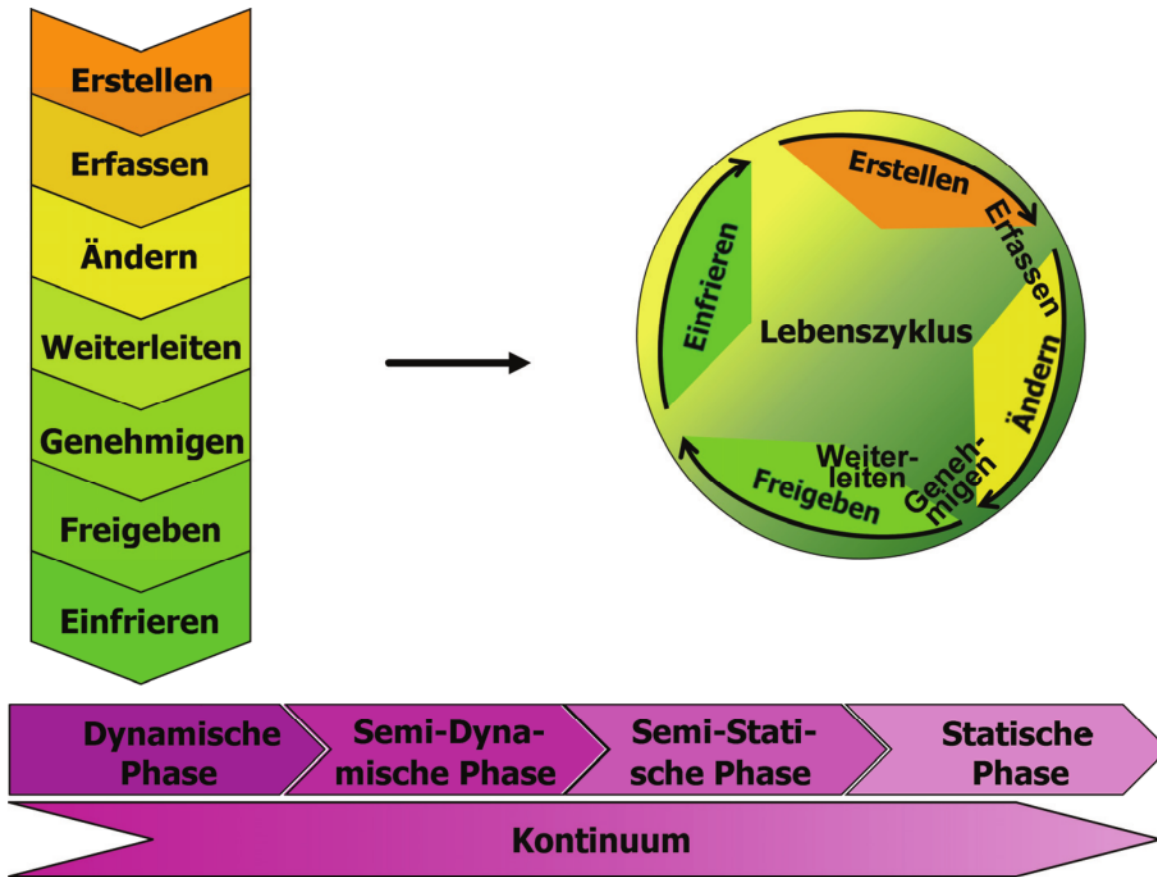 Erstellen
Erfassen
Ändern
Weiterleiten
Genehmigen
Freigeben
Einfrieren
Erstellen
Erfassen
Ändern
Geneh-
migen
Weiter-
leiten
Freigeben
Einfrieren
Lebenszyklus
Dynamische
Phase
Semi-Dyna-
mische Phase
Semi-Stati-
sche Phase
Statische
Phase
Kontinuum